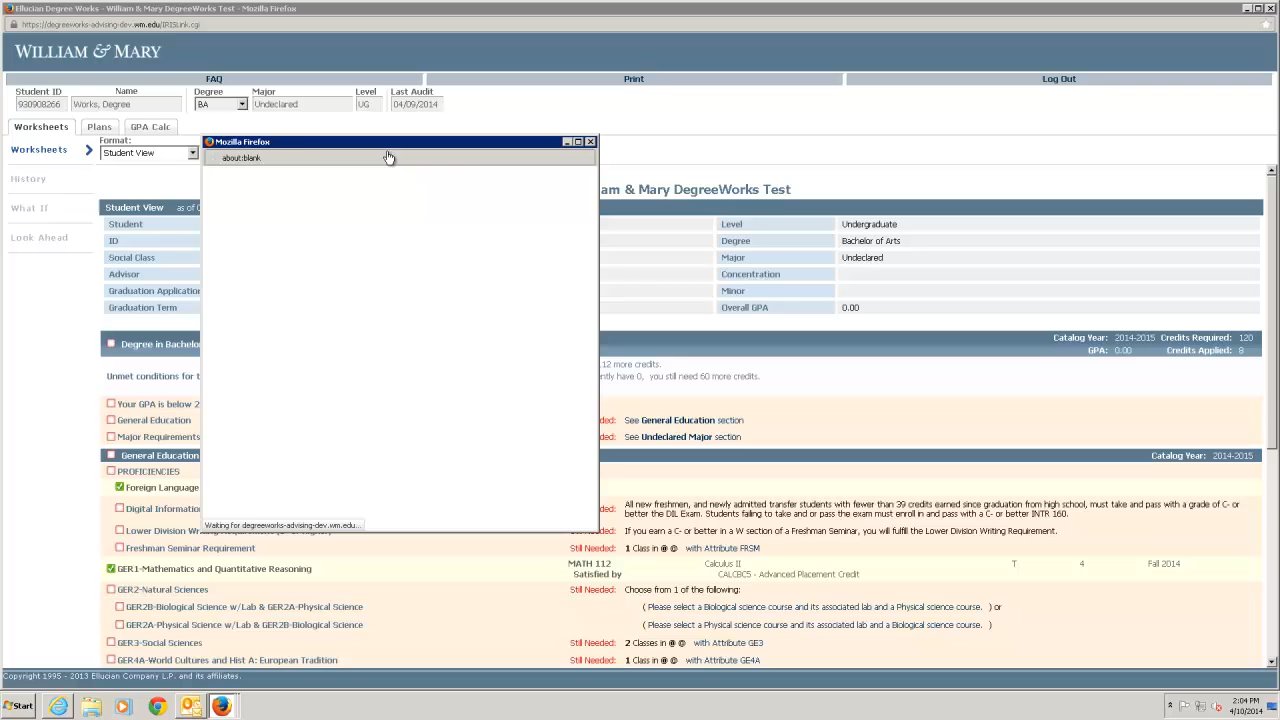 Ellucian Degree Works - William & Mary DegreeWorks Test - Mozilla Firefox
https://degreeworks-advising-dev.wm.edu/IRISLink.cgi
WILLIAM & MARY
FAQ Print Log Out
Student ID Name Degree Major Level Last Audit
930908266 Works, Degree BA Undeclared UG 04/09/2014
Worksheets Plans GPA Calc
Worksheets
Format:
Student View
History
What If
Look Ahead
Mozilla Firefox
about:blank
Waiting for degreeworks-advising-dev.wm.edu...
am & Mary DegreeWorks Test
Student View as of
Student Level Undergraduate
ID Degree Bachelor of Arts
Social Class Major Undeclared
Advisor Concentration
Graduation Application Minor
Graduation Term Overall GPA 0.00
Degree in Bachelo Catalog Year: 2014-2015 Credits Required: 120
GPA: 0.00 Credits Applied: 8
12 more credits.
Unmet conditions for t ently have 0, you still need 60 more credits.
Your GPA is below 2
General Education ded: See General Education section
Major Requirements ded: See Undeclared Major section
General Education Catalog Year: 2014-2015
PROFICIENCIES
Foreign Language
Digital Informatio ded: All new freshmen, and newly admitted transfer students with fewer than 39 credits earned since graduation from high school, must take and pass with a grade of C- or
better the DIL Exam. Students failing to take and or pass the exam must enroll in and pass with a C- or better INTR 160.
Lower Division Writing If you earn a C- or better in a W section of a Freshman Seminar, you will fulfill the Lower Division Writing Requirement.
Freshman Seminar Requirement Still Needed: 1 Class in @ @ with Attribute FRSM
GER1-Mathematics and Quantitative Reasoning MATH 112 Calculus II T 4 Fall 2014
Satisfied by CALCBC5 - Advanced Placement Credit
GER2-Natural Sciences Still Needed: Choose from 1 of the following:
GER2B-Biological Science w/Lab & GER2A-Physical Science ( Please select a Biological science course and its associated lab and a Physical science course. ) or
GER2A-Physical Science w/Lab & GER2B-Biological Science ( Please select a Physical science course and its associated lab and a Biological science course. )
GER3-Social Sciences Still Needed: 2 Classes in @ @ with Attribute GE3
GER4A-World Cultures and Hist A: European Tradition Still Needed: 1 Class in @ @ with Attribute GE4A
Copyright 1995 - 2013 Ellucian Company L.P. and its affiliates.
Start
2:04 PM
4/10/2014